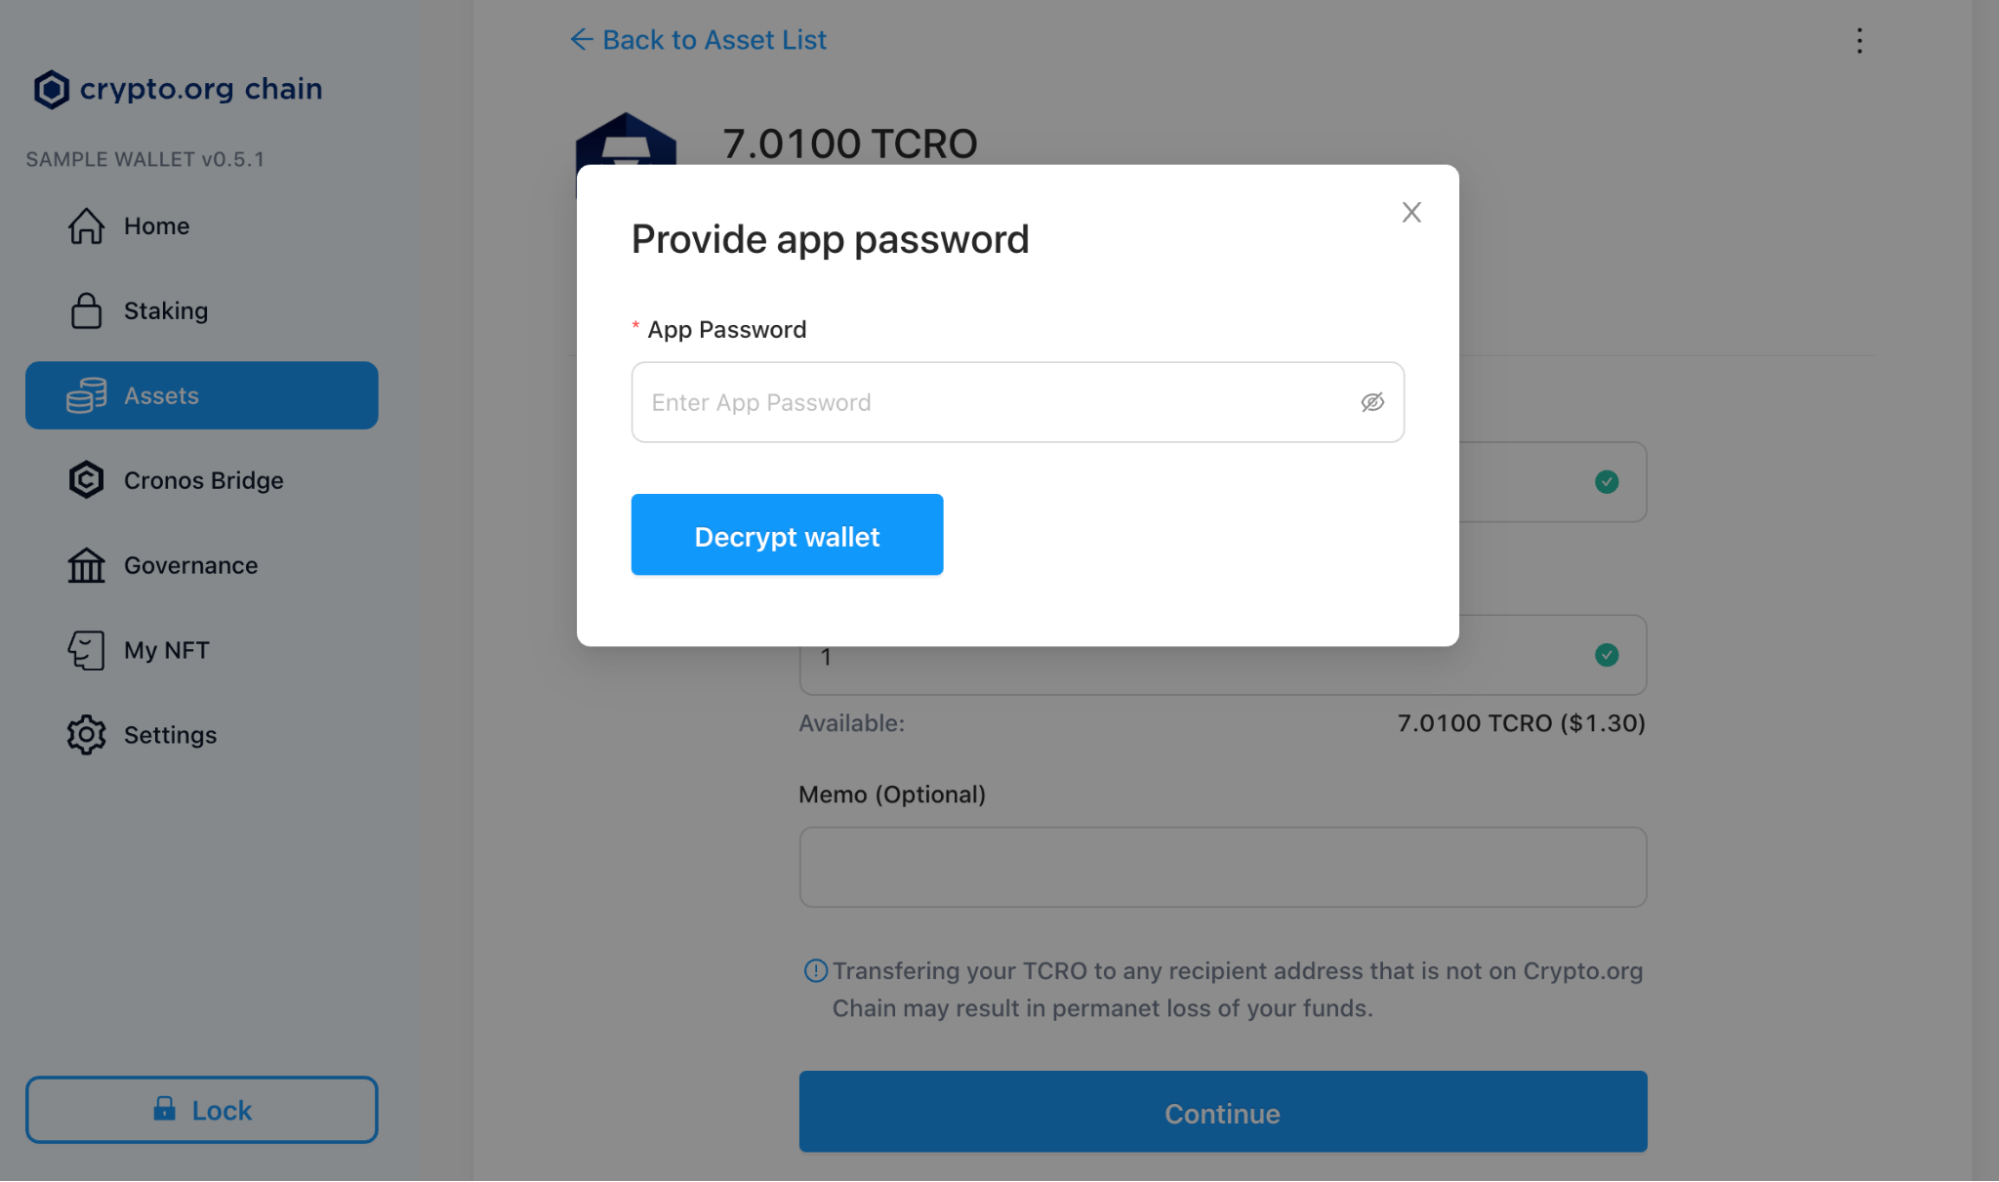 crypto.org chain
SAMPLE WALLET v0.5.1
Home
Staking
Assets
Cronos Bridge
Governance
My NFT
Settings
Lock
Back to Asset List
7.0100 TCRO
Provide app password
* App Password
Enter App Password
Decrypt wallet
1
Available:
7.0100 TCRO ($1.30)
Memo (Optional)
Transfering your TCRO to any recipient address that is not on Crypto.org
Chain may result in permanet loss of your funds.
Continue